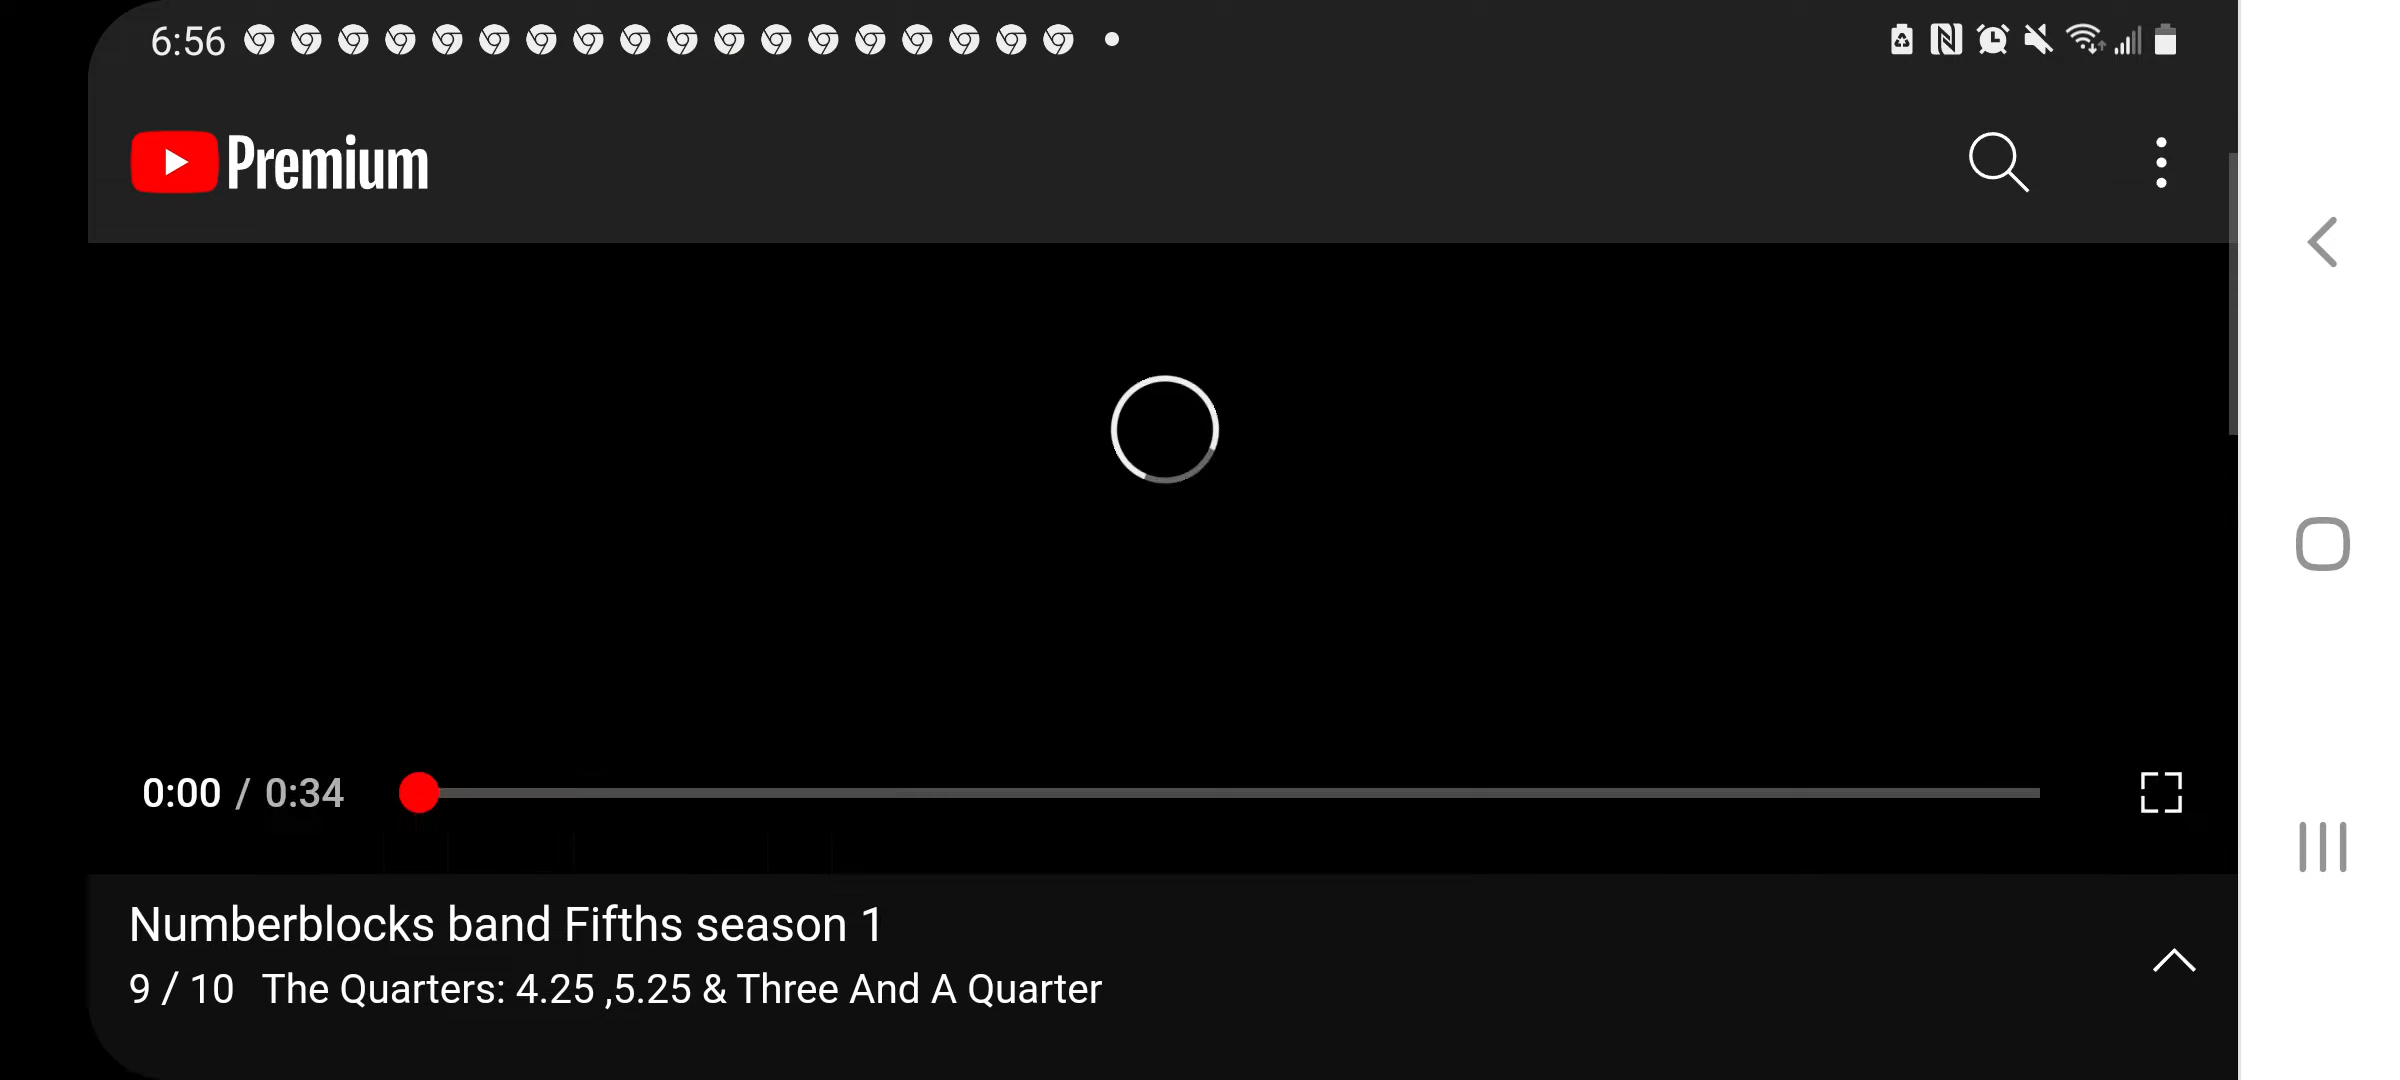 6:56
Premium
0:00 / 0:34
Numberblocks band Fifths season 1
9 / 10 The Quarters: 4.25 ,5.25 & Three And A Quarter